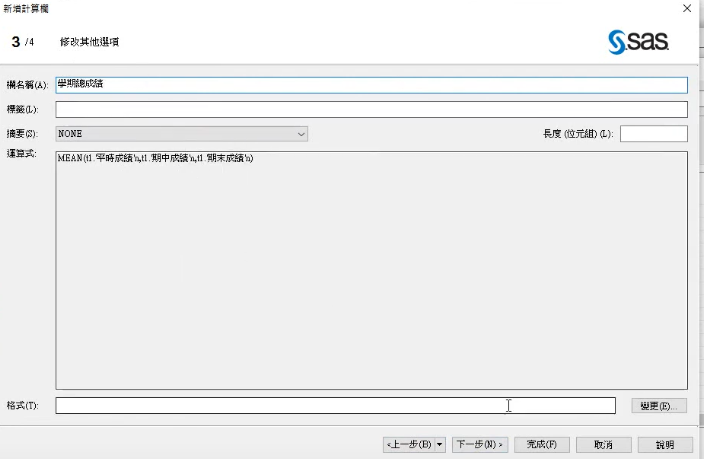 新增計算欄
3 /4 修改其他選項
sas
欄名稱(A): 學期總成績
標籤(L):
摘要(S): NONE 長度 (位元組) (L):
運算式:
MEAN(t1.'平時成績'n,t1.'期中成績'n,t1.'期末成績'n)
格式(T): 變更(E)...
<上一步(B) 下一步(N) > 完成(F) 取消 說明